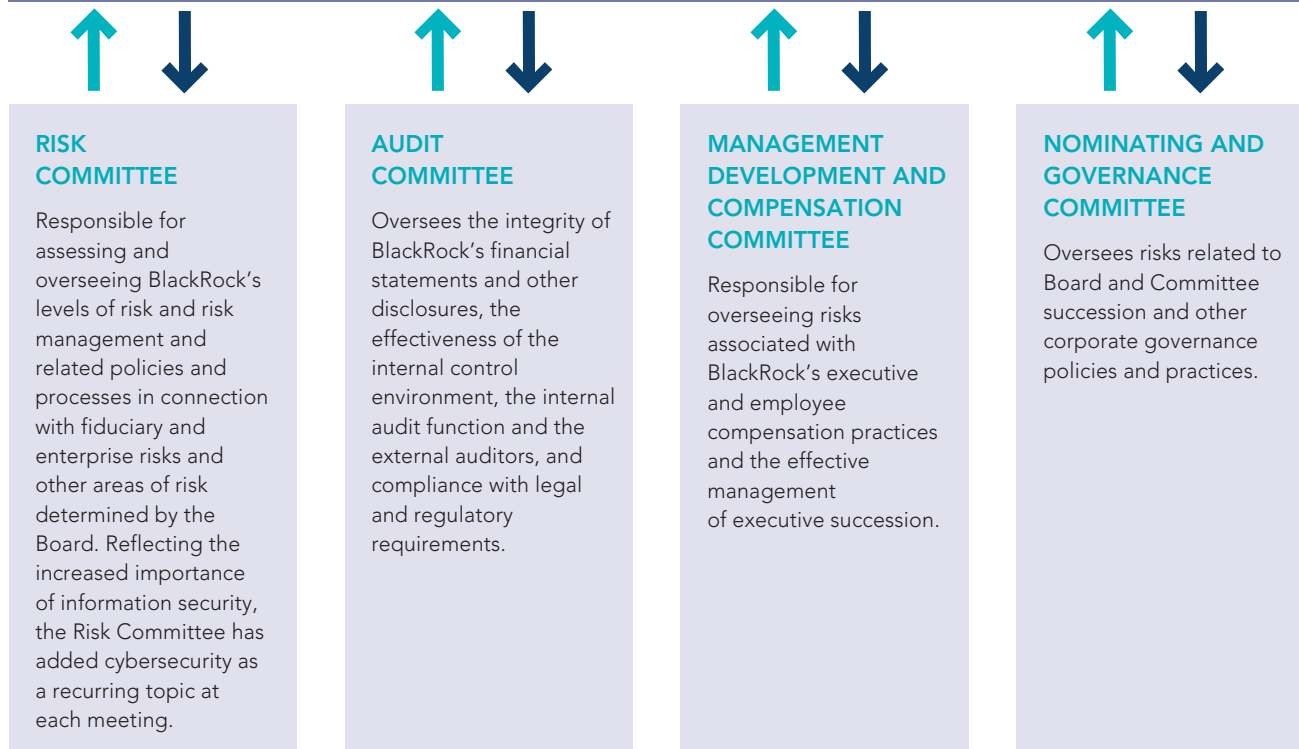 RISK
COMMITTEE
Responsible for
assessing and
overseeing BlackRock’s
levels of risk and risk
management and
related policies and
processes in connection
with fiduciary and
enterprise risks and
other areas of risk
determined by the
Board. Reflecting the
increased importance
of information security,
the Risk Committee has
added cybersecurity as
a recurring topic at
each meeting.
AUDIT
COMMITTEE
Oversees the integrity of
BlackRock’s financial
statements and other
disclosures, the
effectiveness of the
internal control
environment, the internal
audit function and the
external auditors, and
compliance with legal
and regulatory
requirements.
MANAGEMENT
DEVELOPMENT AND
COMPENSATION
COMMITTEE
Responsible for
overseeing risks
associated with
BlackRock’s executive
and employee
compensation practices
and the effective
management
of executive succession.
NOMINATING AND
GOVERNANCE
COMMITTEE
Oversees risks related to
Board and Committee
succession and other
corporate governance
policies and practices.